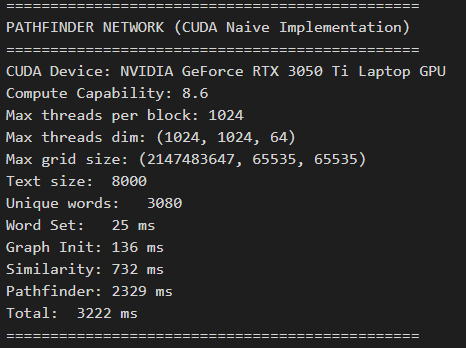 ===============================================
PATHFINDER NETWORK (CUDA Naive Implementation)
===============================================
CUDA Device: NVIDIA GeForce RTX 3050 Ti Laptop GPU
Compute Capability: 8.6
Max threads per block: 1024
Max threads dim: (1024, 1024, 64)
Max grid size: (2147483647, 65535, 65535)
Text size:  8000
Unique words:   3080
Word Set:   25 ms
Graph Init: 136 ms
Similarity: 732 ms
Pathfinder: 2329 ms
Total:  3222 ms
===============================================